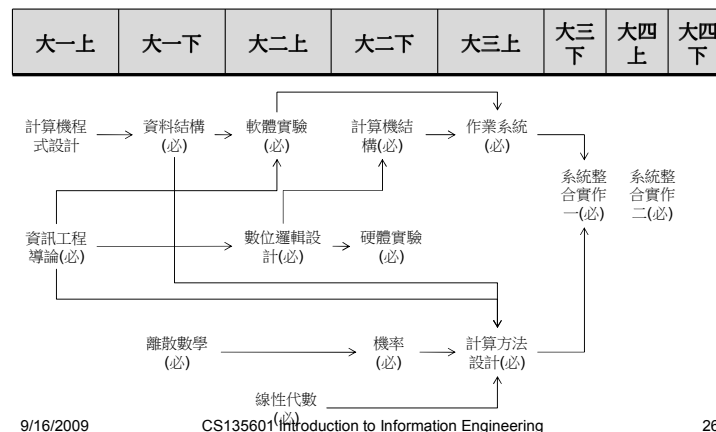 大一上 大一下 大二上 大二下 大三上 大三下 大四上 大四下
計算機程
式設計
資料結構
(必)
軟體實驗
(必)
計算機結
構(必)
作業系統
(必)
系統整
合實作
一(必)
系統整
合實作
二(必)
資訊工程
導論(必)
數位邏輯設
計(必)
硬體實驗
(必)
離散數學
(必)
機率
(必)
計算方法
設計(必)
線性代數
(必)
9/16/2009
CS135601 Introduction to Information Engineering
26